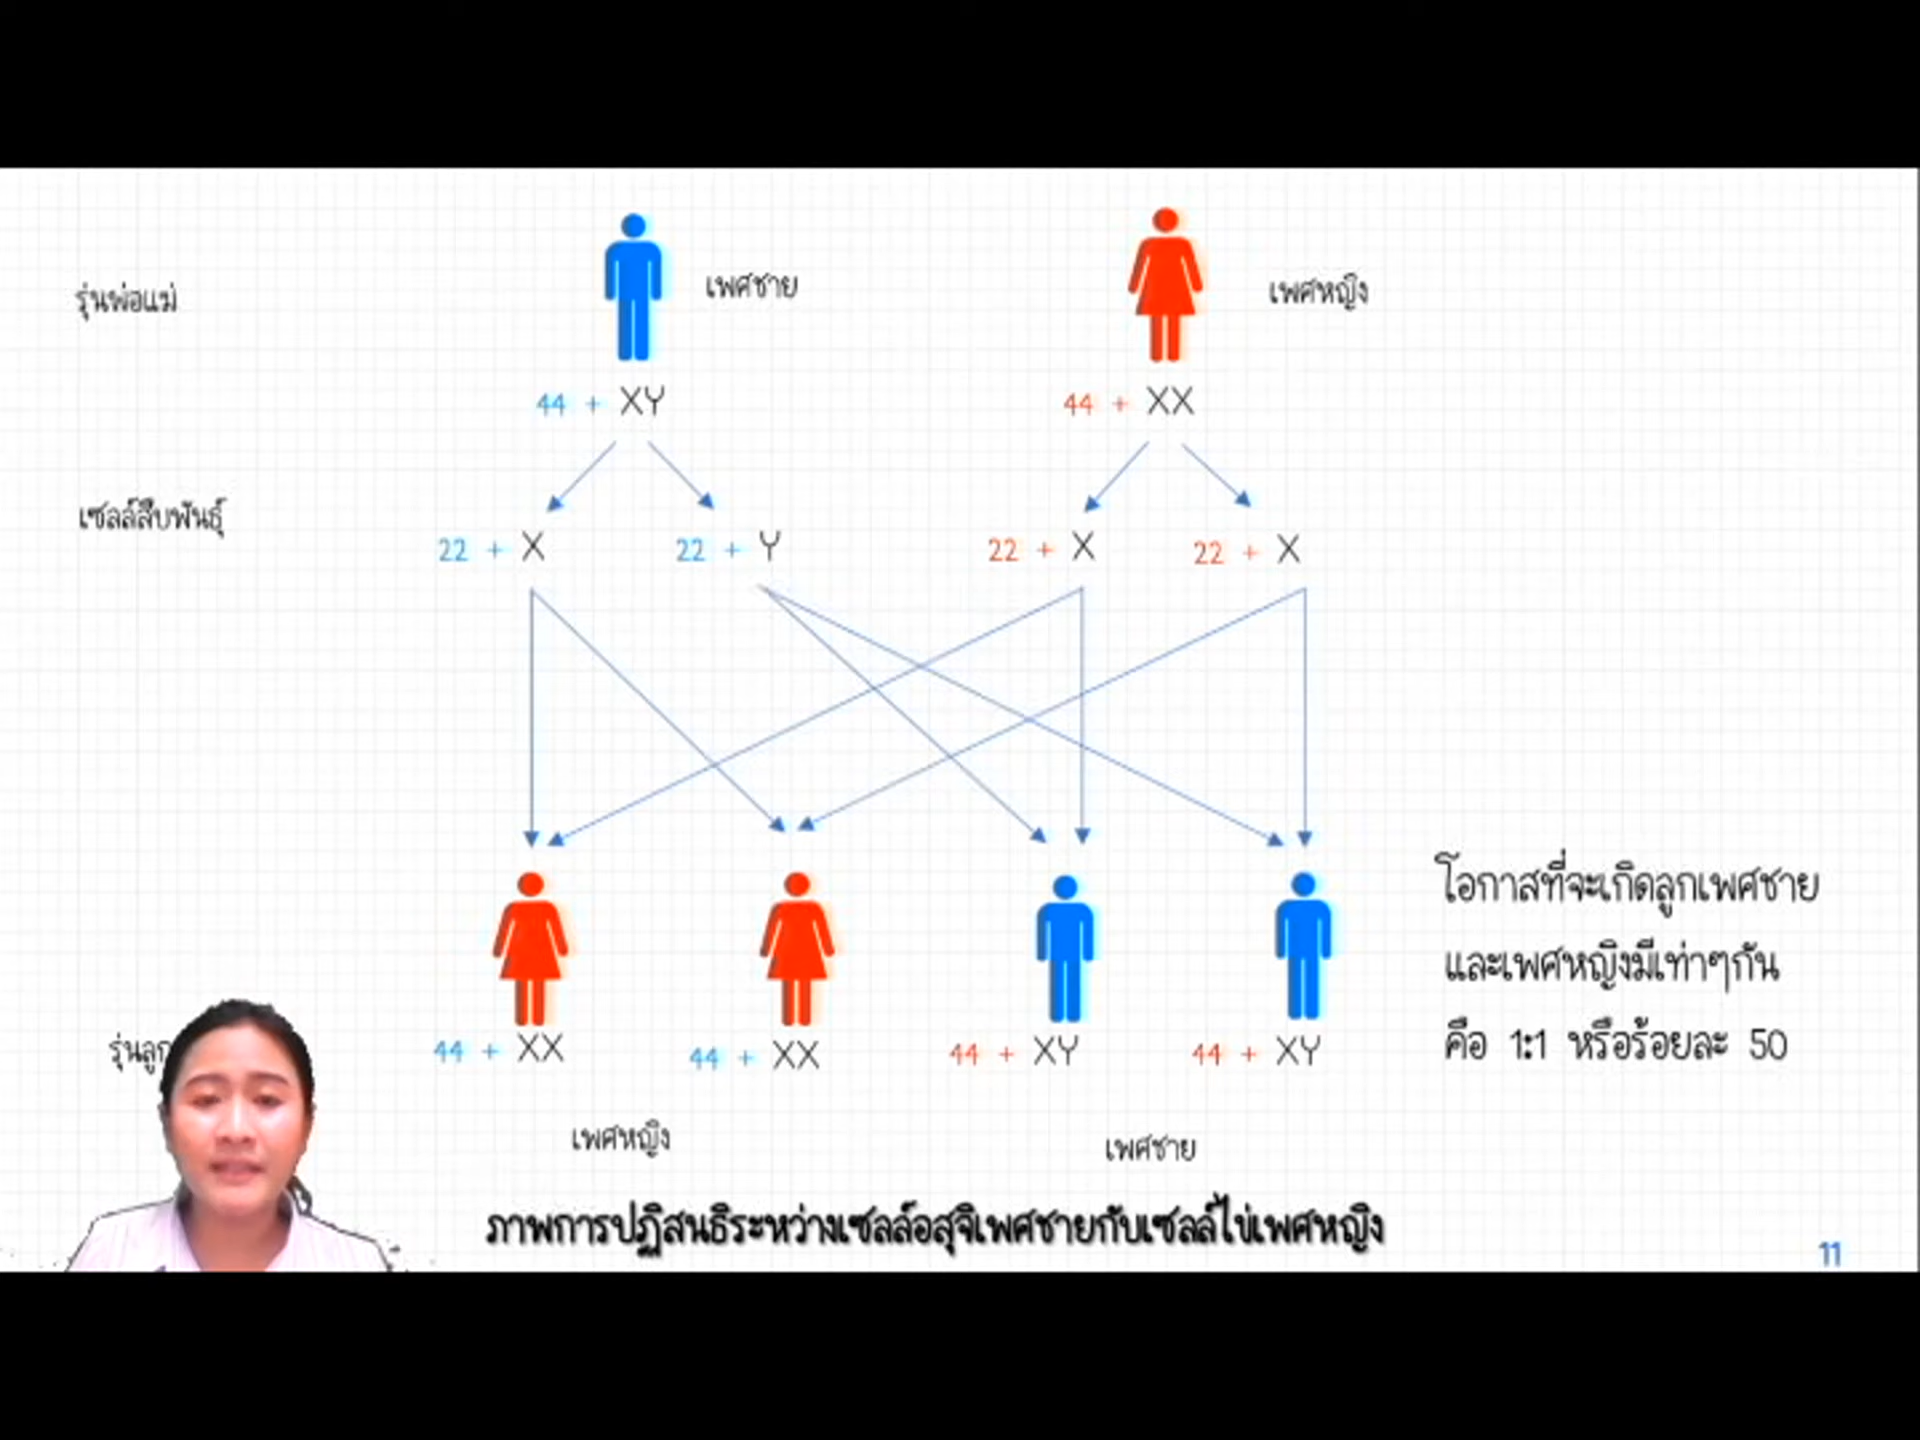 รุ่นพ่อแม่
เพศชาย
เพศหญิง
44 + XY
44 + XX
เซลล์สืบพันธุ์
22 + X
22 + Y
22 + X
22 + X
โอกาสที่จะเกิดลูกเพศชาย
และเพศหญิงมีเท่าๆกัน
คือ 1:1 หรือร้อยละ 50
รุ่นลูก
44 + XX
44 + XX
44 + XY
44 + XY
เพศหญิง
เพศชาย
ภาพการปฏิสนธิระหว่างเซลล์อสุจิเพศชายกับเซลล์ไข่เพศหญิง
11